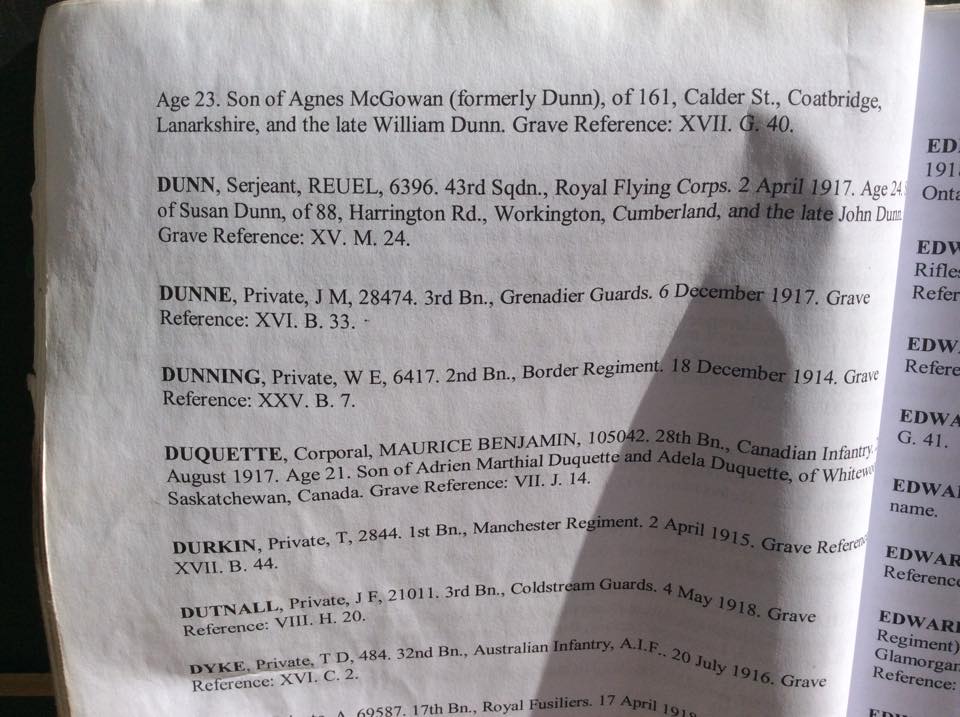 Age 23. Son of Agnes McGowan (formerly Dunn), of 161, Calder St., Coatbridge,
Lanarkshire, and the late William Dunn. Grave Reference: XVII. G. 40.
DUNN, Serjeant, REUEL, 6396. 43rd Sqdn., Royal Flying Corps. 2 April 1917. Age 24.
of Susan Dunn, of 88, Harrington Rd., Workington, Cumberland, and the late John Dunn.
Grave Reference: XV. M. 24.
DUNNE, Private, J M, 28474. 3rd Bn., Grenadier Guards. 6 December 1917. Grave
Reference: XVI. B. 33.
DUNNING, Private, W E, 6417. 2nd Bn., Border Regiment. 18 December 1914. Grave
Reference: XXV. B. 7.
DUQUETTE, Corporal, MAURICE BENJAMIN, 105042. 28th Bn., Canadian Infantry.
August 1917. Age 21. Son of Adrien Marthial Duquette and Adela Duquette, of
Saskatchewan, Canada. Grave Reference: VII. J. 14.
DURKIN, Private, T, 2844. 1st Bn., Manchester Regiment. 2 April 1915. Grave
XVII. B. 44.
DUTNALL, Private, J F, 21011. 3rd Bn., Coldstream Guards. 4 May 1918. Grave
Reference: VIII. H. 20.
DYKE, Private, T D, 484. 32nd Bn., Australian Infantry, A.I.F.. 20 July 1916. Grave
Reference: XVI. C. 2.
A, 69587. 17th Bn., Royal Fusiliers. 17 April 1918
Onta
Refer
Refere
G. 41.
name.
Reference
Regiment)
Glamorgan
Reference: